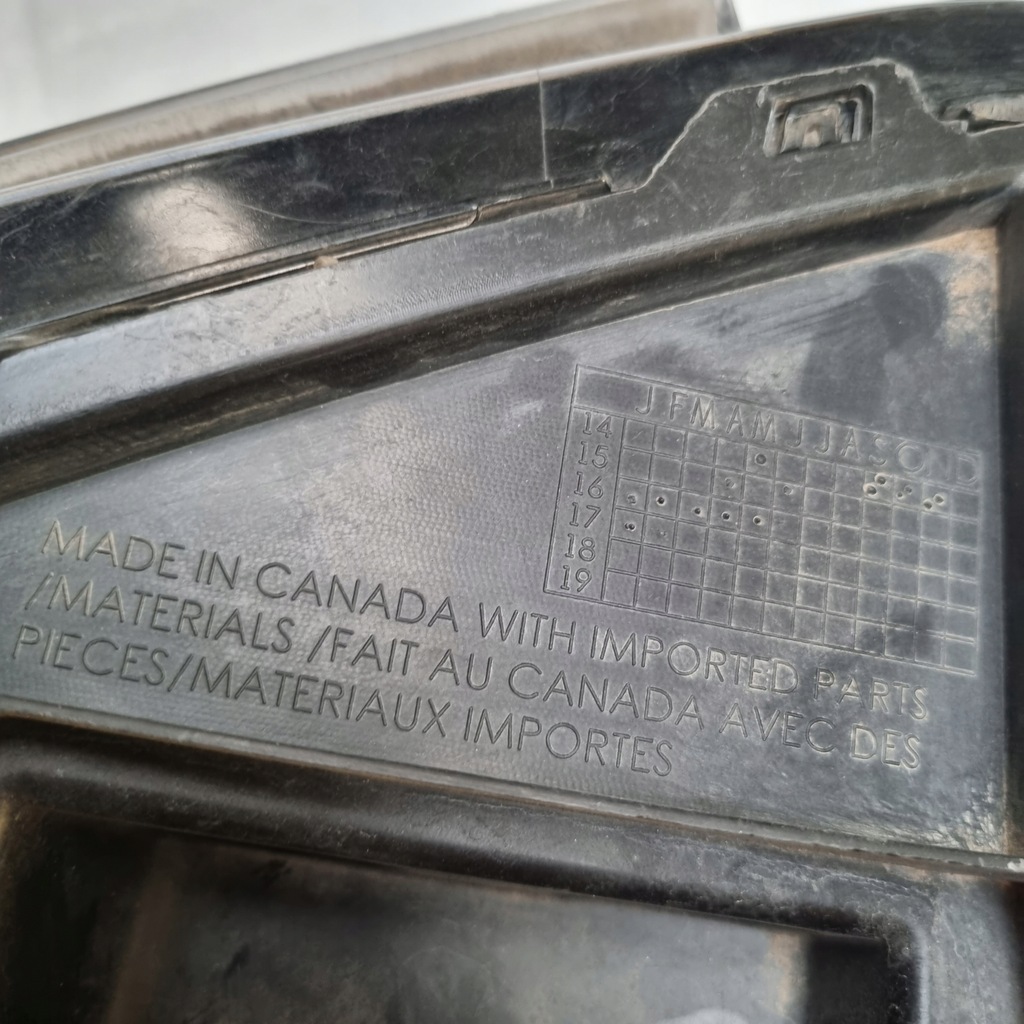 J F M A M J J A S O N D
14
15
16
17
18
19
MADE IN CANADA WITH IMPORTED PARTS
/MATERIALS /FAIT AU CANADA AVEC DES
PIECES/MATERIAUX IMPORTES